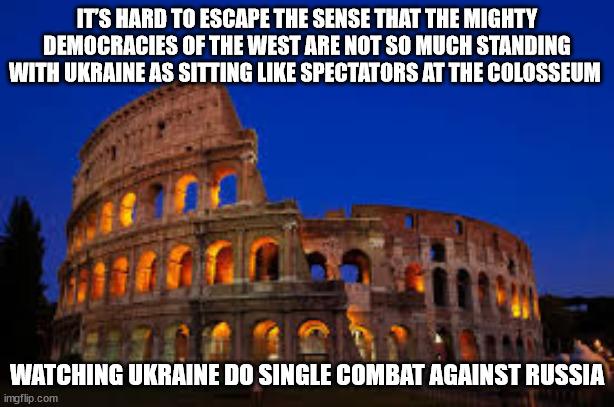 IT'S HARD TO ESCAPE THE SENSE THAT THE MIGHTY
DEMOCRACIES OF THE WEST ARE NOT SO MUCH STANDING
WITH UKRAINE AS SITTING LIKE SPECTATORS AT THE COLOSSEUM
WATCHING UKRAINE DO SINGLE COMBAT AGAINST RUSSIA
imgflip.com